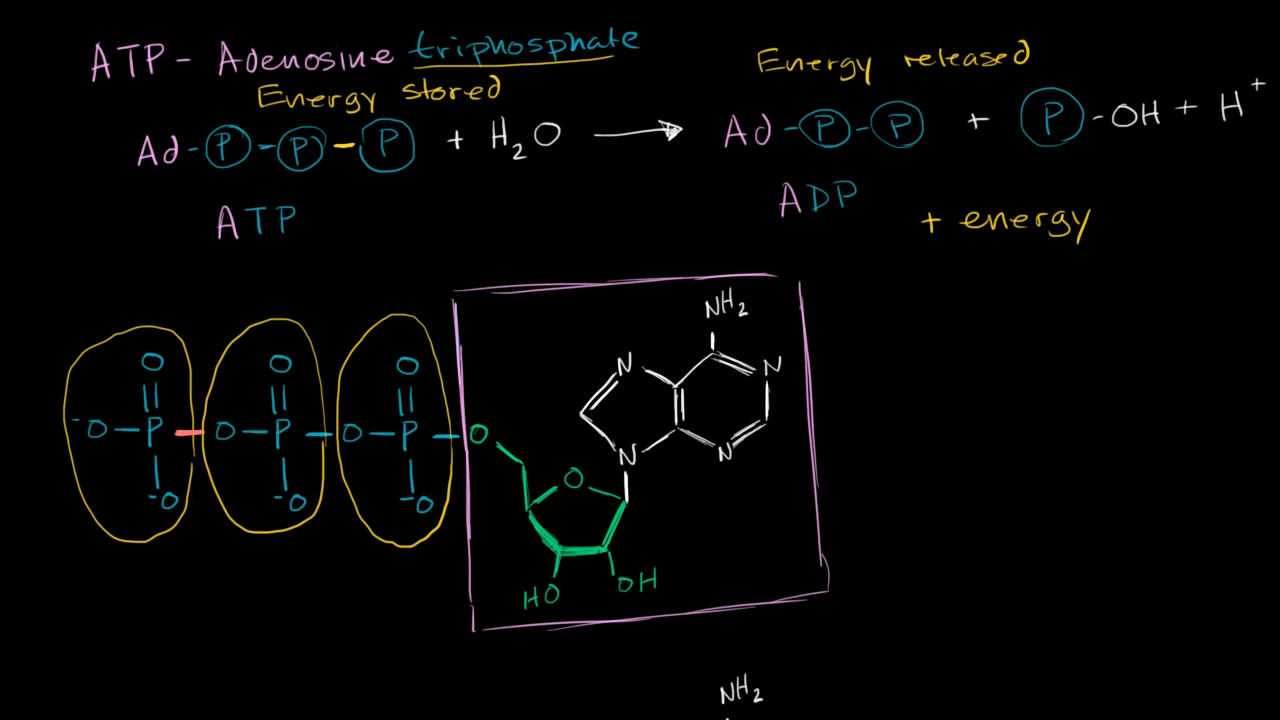 ATP - Adenosine triphosphate
Energy stored
Energy released
Ad - P - P - P + H2O → Ad - P - P + P - OH + H+
ATP
ADP
+ energy
NH2
O O O
N N
-O - P - O - P - O - P - O
N N
-O -O -O
O
HO OH
NH2